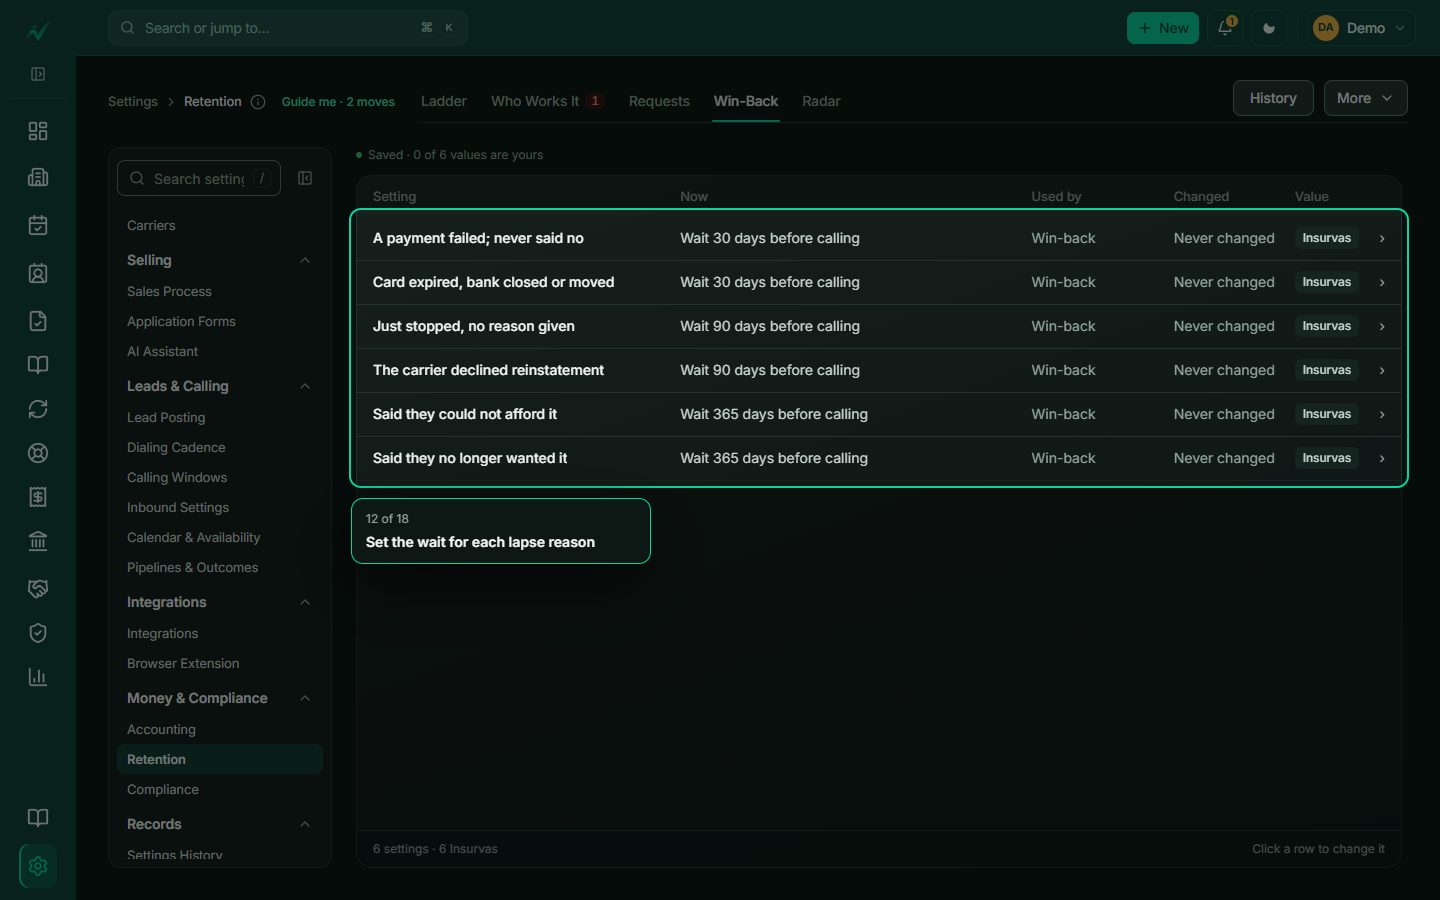 Search or jump to...
⌘ K
New
1
DA
Demo
Settings
Retention
Guide me · 2 moves
Ladder
Who Works It 1
Requests
Win-Back
Radar
History
More
Search setting
/
Carriers
Selling
Sales Process
Application Forms
AI Assistant
Leads & Calling
Lead Posting
Dialing Cadence
Calling Windows
Inbound Settings
Calendar & Availability
Pipelines & Outcomes
Integrations
Integrations
Browser Extension
Money & Compliance
Accounting
Retention
Compliance
Records
Settings History
Saved · 0 of 6 values are yours
Setting Now Used by Changed Value
A payment failed; never said no Wait 30 days before calling Win-back Never changed Insurvas
Card expired, bank closed or moved Wait 30 days before calling Win-back Never changed Insurvas
Just stopped, no reason given Wait 90 days before calling Win-back Never changed Insurvas
The carrier declined reinstatement Wait 90 days before calling Win-back Never changed Insurvas
Said they could not afford it Wait 365 days before calling Win-back Never changed Insurvas
Said they no longer wanted it Wait 365 days before calling Win-back Never changed Insurvas
12 of 18
Set the wait for each lapse reason
6 settings · 6 Insurvas
Click a row to change it